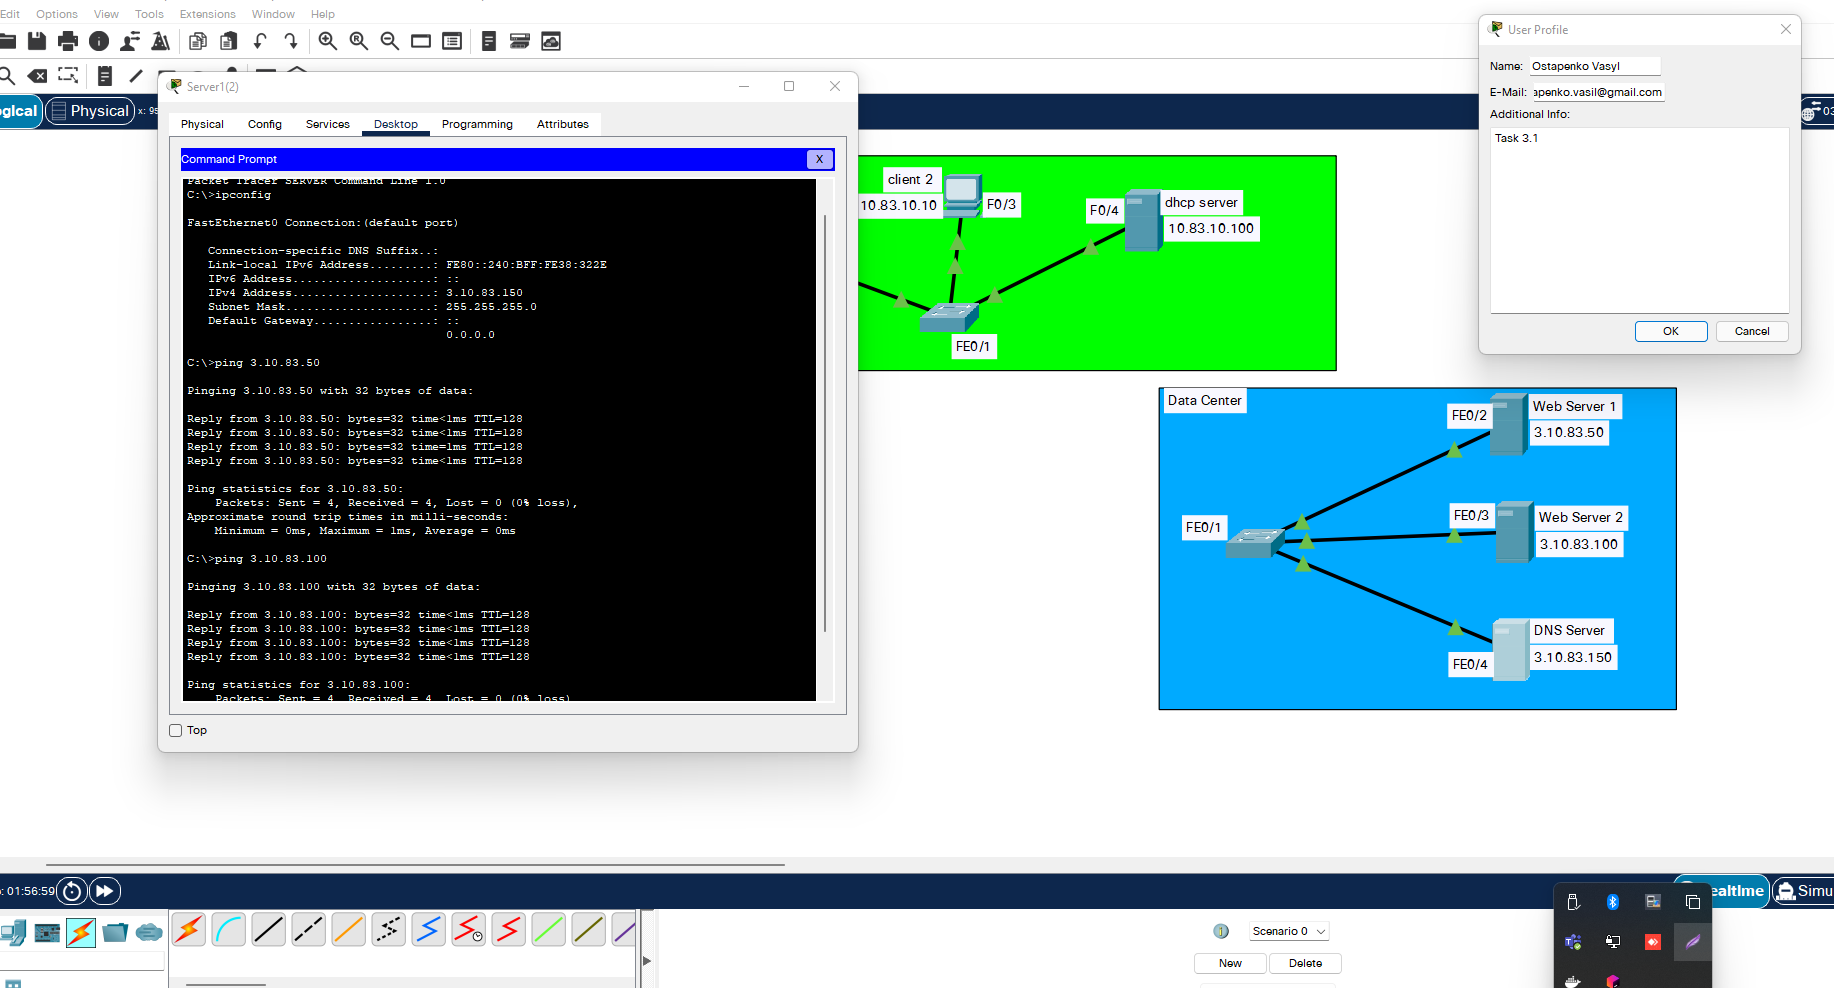 Edit Options View Tools Extensions Window Help
User Profile
Name: Ostapenko Vasyl
E-Mail: apenko.vasil@gmail.com
Additional Info:
Task 3.1
OK Cancel
Physical
Server1(2)
Physical Config Services Desktop Programming Attributes
Command Prompt
X
Packet Tracer SERVER Command Line 1.0
C:\>ipconfig
FastEthernet0 Connection:(default port)
Connection-specific DNS Suffix..:
Link-local IPv6 Address.........: FE80::240:BFF:FE38:322E
IPv6 Address....................: ::
IPv4 Address....................: 3.10.83.150
Subnet Mask.....................: 255.255.255.0
Default Gateway.................: ::
0.0.0.0
C:\>ping 3.10.83.50
Pinging 3.10.83.50 with 32 bytes of data:
Reply from 3.10.83.50: bytes=32 time<1ms TTL=128
Reply from 3.10.83.50: bytes=32 time<1ms TTL=128
Reply from 3.10.83.50: bytes=32 time=1ms TTL=128
Reply from 3.10.83.50: bytes=32 time<1ms TTL=128
Ping statistics for 3.10.83.50:
Packets: Sent = 4, Received = 4, Lost = 0 (0% loss),
Approximate round trip times in milli-seconds:
Minimum = 0ms, Maximum = 1ms, Average = 0ms
C:\>ping 3.10.83.100
Pinging 3.10.83.100 with 32 bytes of data:
Reply from 3.10.83.100: bytes=32 time<1ms TTL=128
Reply from 3.10.83.100: bytes=32 time<1ms TTL=128
Reply from 3.10.83.100: bytes=32 time<1ms TTL=128
Reply from 3.10.83.100: bytes=32 time<1ms TTL=128
Ping statistics for 3.10.83.100:
Packets: Sent = 4, Received = 4, Lost = 0 (0% loss)
Top
client 2
10.83.10.10
F0/3
F0/4
dhcp server
10.83.10.100
FE0/1
Data Center
FE0/2
Web Server 1
3.10.83.50
FE0/1
FE0/3
Web Server 2
3.10.83.100
DNS Server
3.10.83.150
FE0/4
: 01:56:59
ealtime
Simu
Scenario 0
New Delete